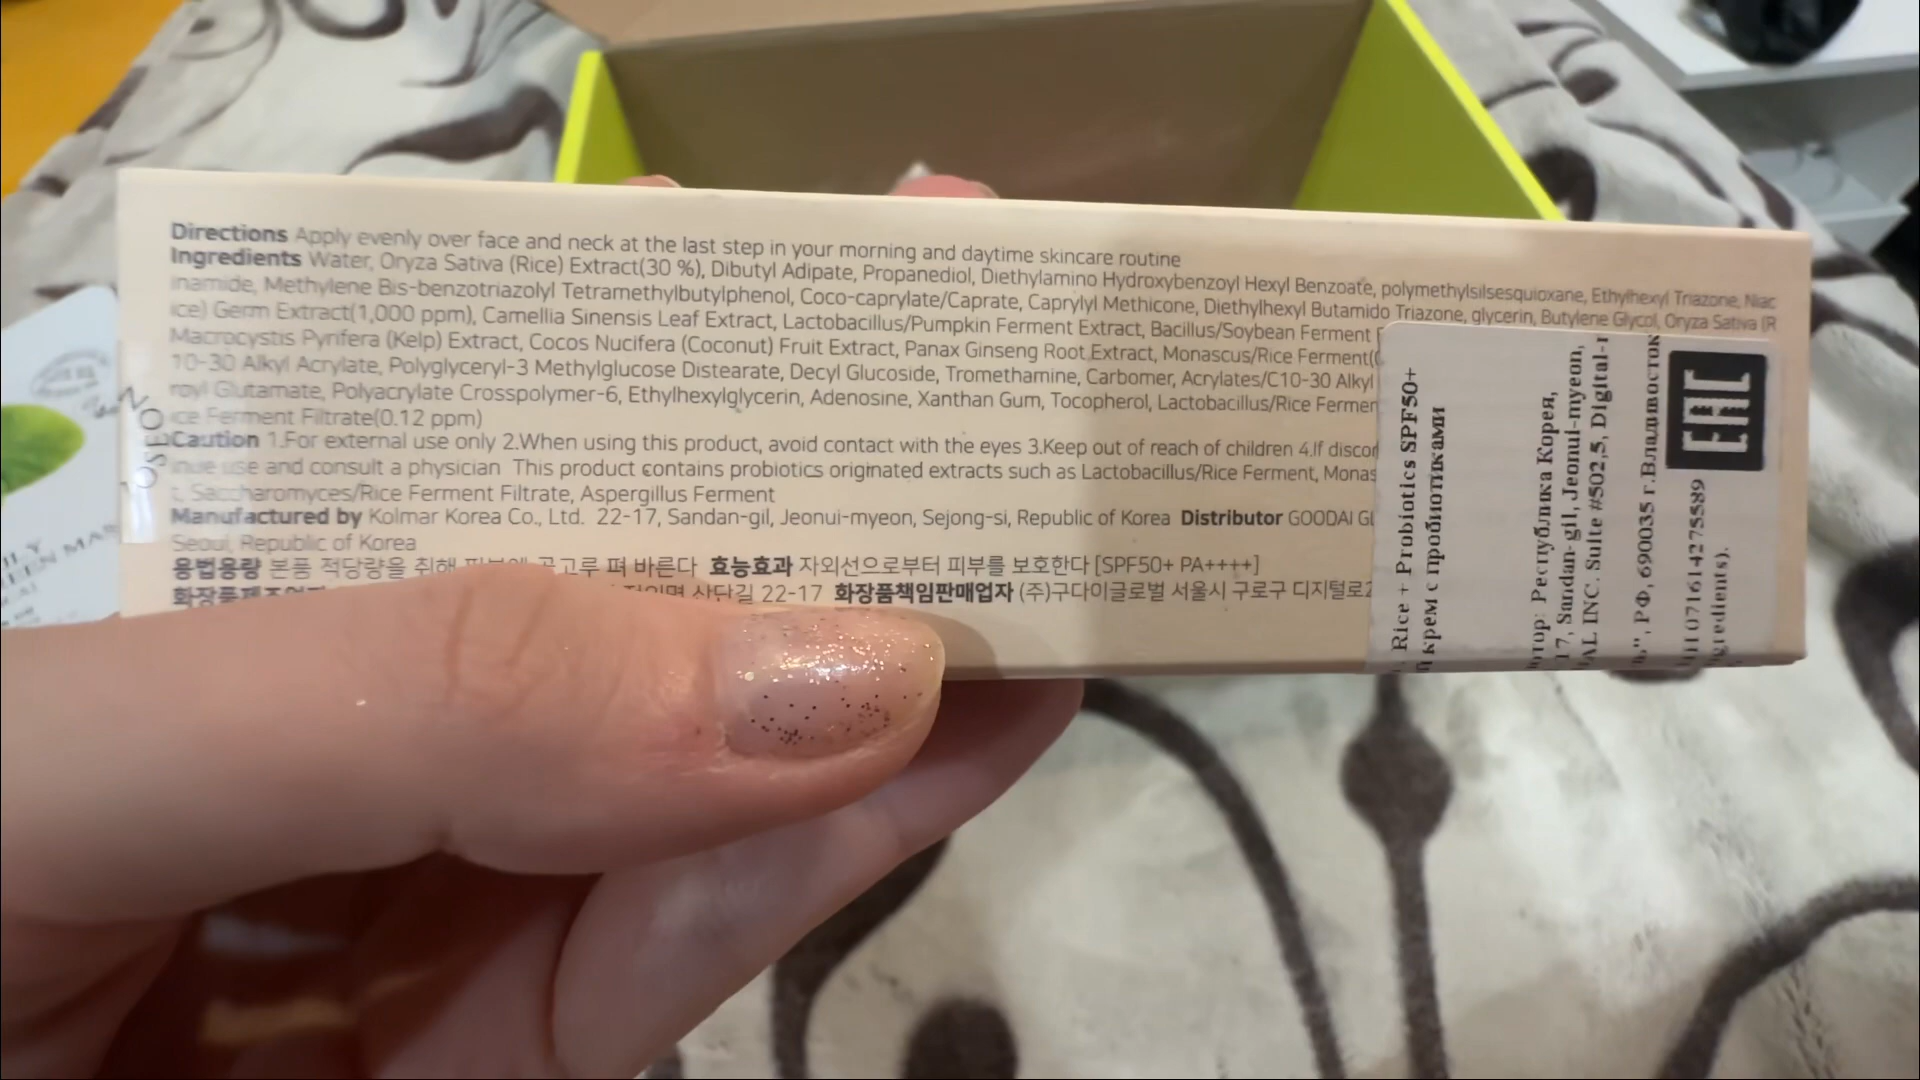 Directions Apply evenly over face and neck at the last step in your morning and daytime skincare routine
Ingredients Water, Oryza Sativa (Rice) Extract(30 %), Dibutyl Adipate, Propanediol, Diethylamino Hydroxybenzoyl Hexyl Benzoate, polymethylsilsesquioxane, Ethylhexyl Triazone, Niac
inamide, Methylene Bis-benzotriazolyl Tetramethylbutylphenol, Coco-caprylate/Caprate, Caprylyl Methicone, Diethylhexyl Butamido Triazone, glycerin, Butylene Glycol, Oryza Sativa (R
ice) Germ Extract(1,000 ppm), Camellia Sinensis Leaf Extract, Lactobacillus/Pumpkin Ferment Extract, Bacillus/Soybean Ferment
Macrocystis Pyrifera (Kelp) Extract, Cocos Nucifera (Coconut) Fruit Extract, Panax Ginseng Root Extract, Monascus/Rice Ferment
10-30 Alkyl Acrylate, Polyglyceryl-3 Methylglucose Distearate, Decyl Glucoside, Tromethamine, Carbomer, Acrylates/C10-30 Alkyl
royl Glutamate, Polyacrylate Crosspolymer-6, Ethylhexylglycerin, Adenosine, Xanthan Gum, Tocopherol, Lactobacillus/Rice Fermen
ice Ferment Filtrate(0.12 ppm)
Caution 1.For external use only 2.When using this product, avoid contact with the eyes 3.Keep out of reach of children 4.If discon
inue use and consult a physician This product contains probiotics originated extracts such as Lactobacillus/Rice Ferment, Monas
t, Saccharomyces/Rice Ferment Filtrate, Aspergillus Ferment
Manufactured by Kolmar Korea Co., Ltd. 22-17, Sandan-gil, Jeonui-myeon, Sejong-si, Republic of Korea Distributor GOODAI GL
Seoul, Republic of Korea
용법용량 본품 적당량을 취해 골고루 펴 바른다 효능효과 자외선으로부터 피부를 보호한다 [SPF50+ PA++++]
산단길 22-17 화장품책임판매업자 (주)구다이글로벌 서울시 구로구 디지털로2
Rice + Probiotics SPF50+
крем с пробиотиками
Республика Корея,
17, Sandan-gil, Jeonui-myeon,
AL INC. Suite #502,5, Digital-r
РФ, 690035 г.Владивосток
071614275589
gredients).
EAC